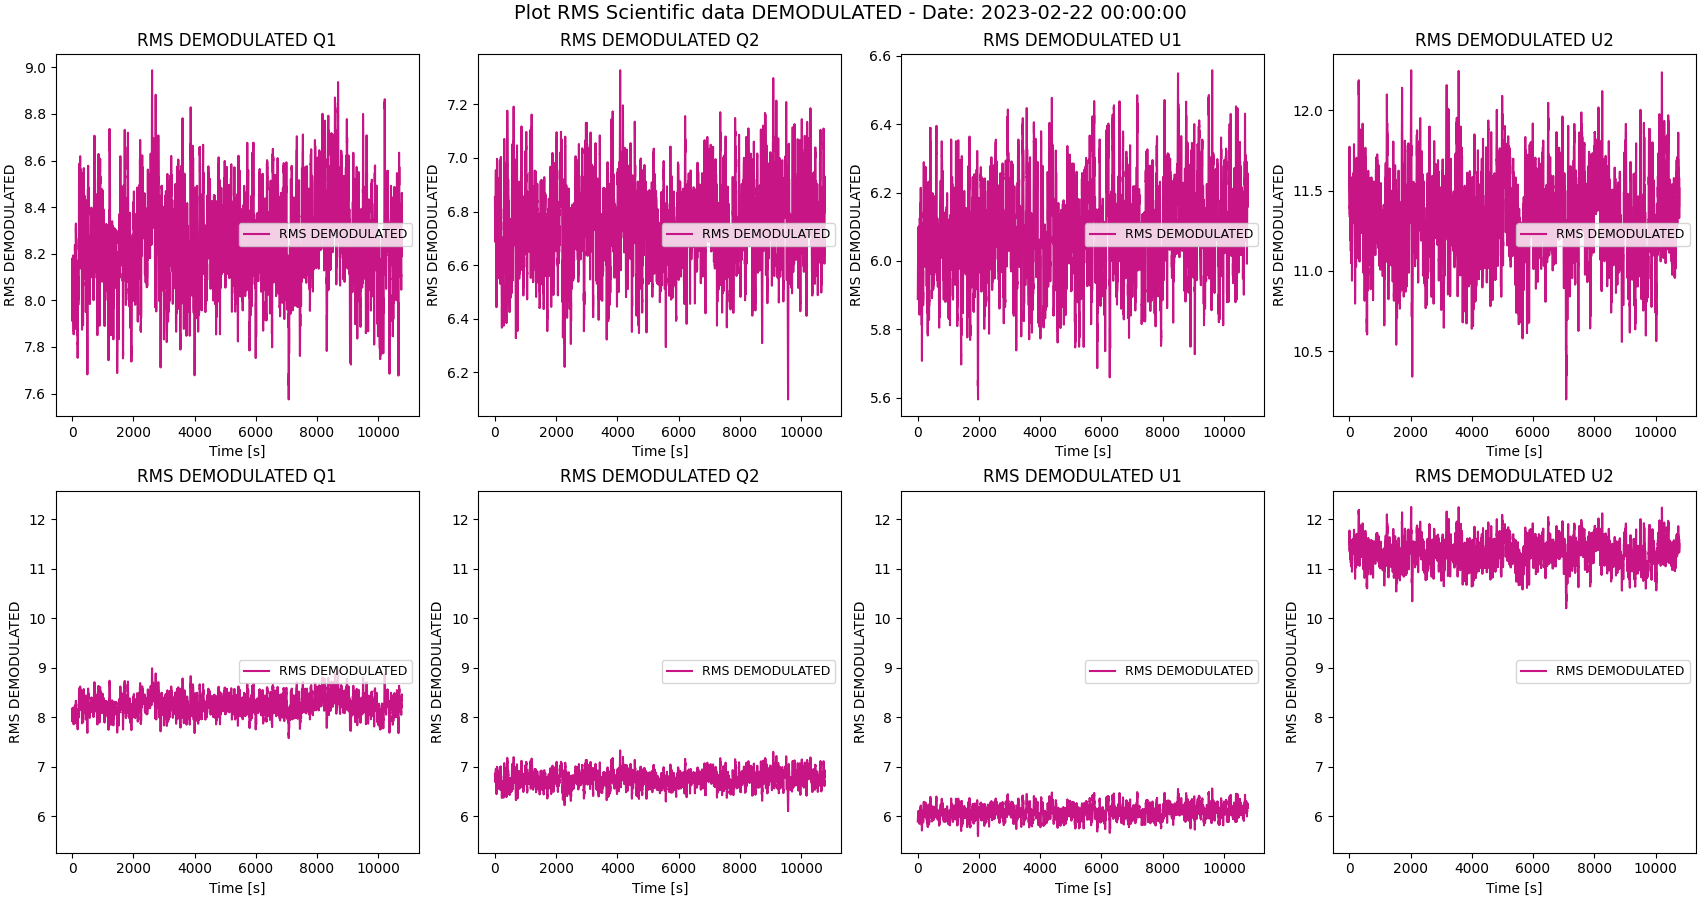 Plot RMS Scientific data DEMODULATED - Date: 2023-02-22 00:00:00
RMS DEMODULATED Q1
RMS DEMODULATED
9.0
8.8
8.6
8.4
8.2
8.0
7.8
7.6
RMS DEMODULATED
0 2000 4000 6000 8000 10000
Time [s]
RMS DEMODULATED Q2
RMS DEMODULATED
7.2
7.0
6.8
6.6
6.4
6.2
RMS DEMODULATED
0 2000 4000 6000 8000 10000
Time [s]
RMS DEMODULATED U1
RMS DEMODULATED
6.6
6.4
6.2
6.0
5.8
5.6
RMS DEMODULATED
0 2000 4000 6000 8000 10000
Time [s]
RMS DEMODULATED U2
RMS DEMODULATED
12.0
11.5
11.0
10.5
RMS DEMODULATED
0 2000 4000 6000 8000 10000
Time [s]
RMS DEMODULATED Q1
RMS DEMODULATED
12
11
10
9
8
7
6
RMS DEMODULATED
0 2000 4000 6000 8000 10000
Time [s]
RMS DEMODULATED Q2
RMS DEMODULATED
12
11
10
9
8
7
6
RMS DEMODULATED
0 2000 4000 6000 8000 10000
Time [s]
RMS DEMODULATED U1
RMS DEMODULATED
12
11
10
9
8
7
6
RMS DEMODULATED
0 2000 4000 6000 8000 10000
Time [s]
RMS DEMODULATED U2
RMS DEMODULATED
12
11
10
9
8
7
6
RMS DEMODULATED
0 2000 4000 6000 8000 10000
Time [s]